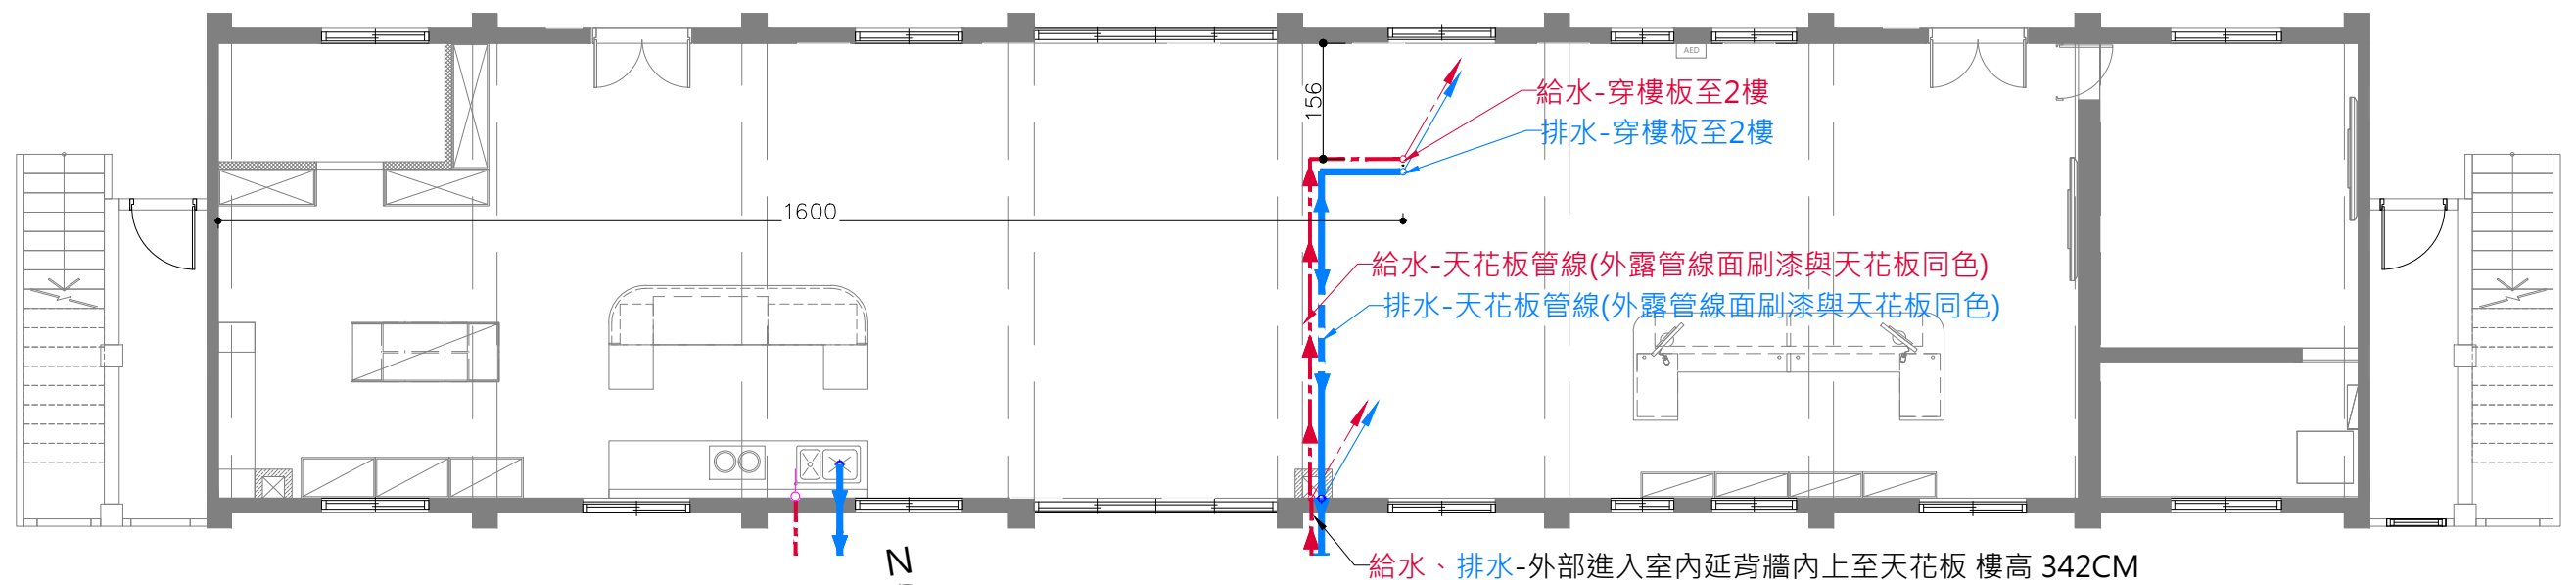 AED
156
給水-穿樓板至2樓
排水-穿樓板至2樓
1600
給水-天花板管線(外露管線面刷漆與天花板同色)
排水-天花板管線(外露管線面刷漆與天花板同色)
N
給水、排水-外部進入室內延背牆內上至天花板 樓高 342CM